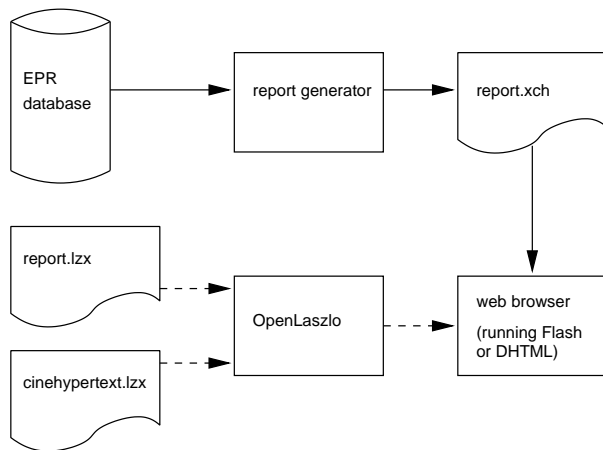 EPR
database
report generator
report.xch
report.lzx
OpenLaszlo
web browser
(running Flash
or DHTML)
cinehypertext.lzx